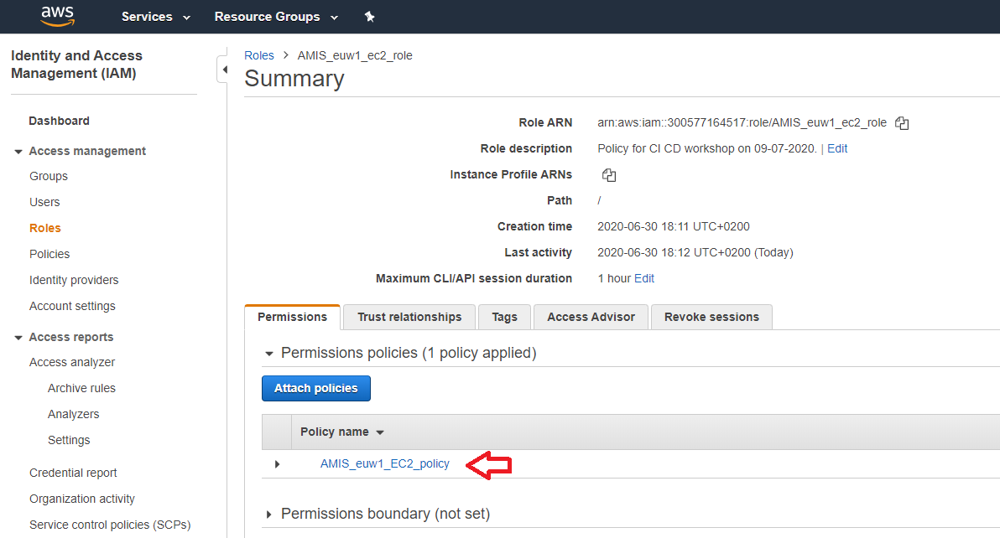 aws
Services
Resource Groups
Identity and Access
Management (IAM)
Dashboard
Access management
Groups
Users
Roles
Policies
Identity providers
Account settings
Access reports
Access analyzer
Archive rules
Analyzers
Settings
Credential report
Organization activity
Service control policies (SCPs)
Roles > AMIS_euw1_ec2_role
Summary
Role ARN arn:aws:iam::300577164517:role/AMIS_euw1_ec2_role
Role description Policy for CI CD workshop on 09-07-2020. | Edit
Instance Profile ARNs
Path /
Creation time 2020-06-30 18:11 UTC+0200
Last activity 2020-06-30 18:12 UTC+0200 (Today)
Maximum CLI/API session duration 1 hour Edit
Permissions Trust relationships Tags Access Advisor Revoke sessions
Permissions policies (1 policy applied)
Attach policies
Policy name
AMIS_euw1_EC2_policy
Permissions boundary (not set)